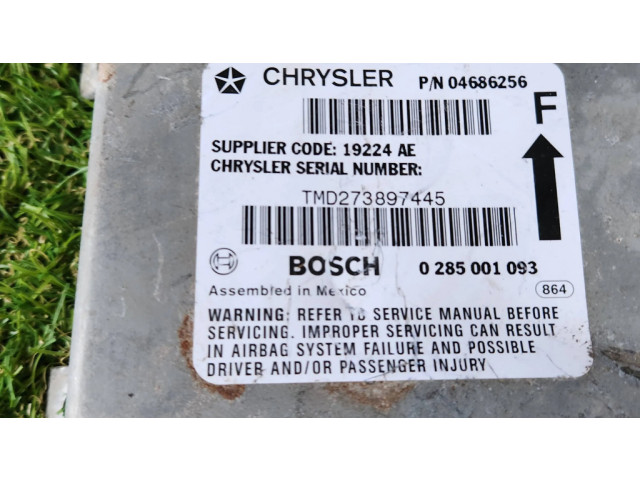 CHRYSLER P/N 04686256
F
SUPPLIER CODE: 19224 AE
CHRYSLER SERIAL NUMBER:
TMD273897445
BOSCH 0 285 001 093
Assembled in Mexico 864
WARNING: REFER TO SERVICE MANUAL BEFORE
SERVICING. IMPROPER SERVICING CAN RESULT
IN AIRBAG SYSTEM FAILURE AND POSSIBLE
DRIVER AND/OR PASSENGER INJURY